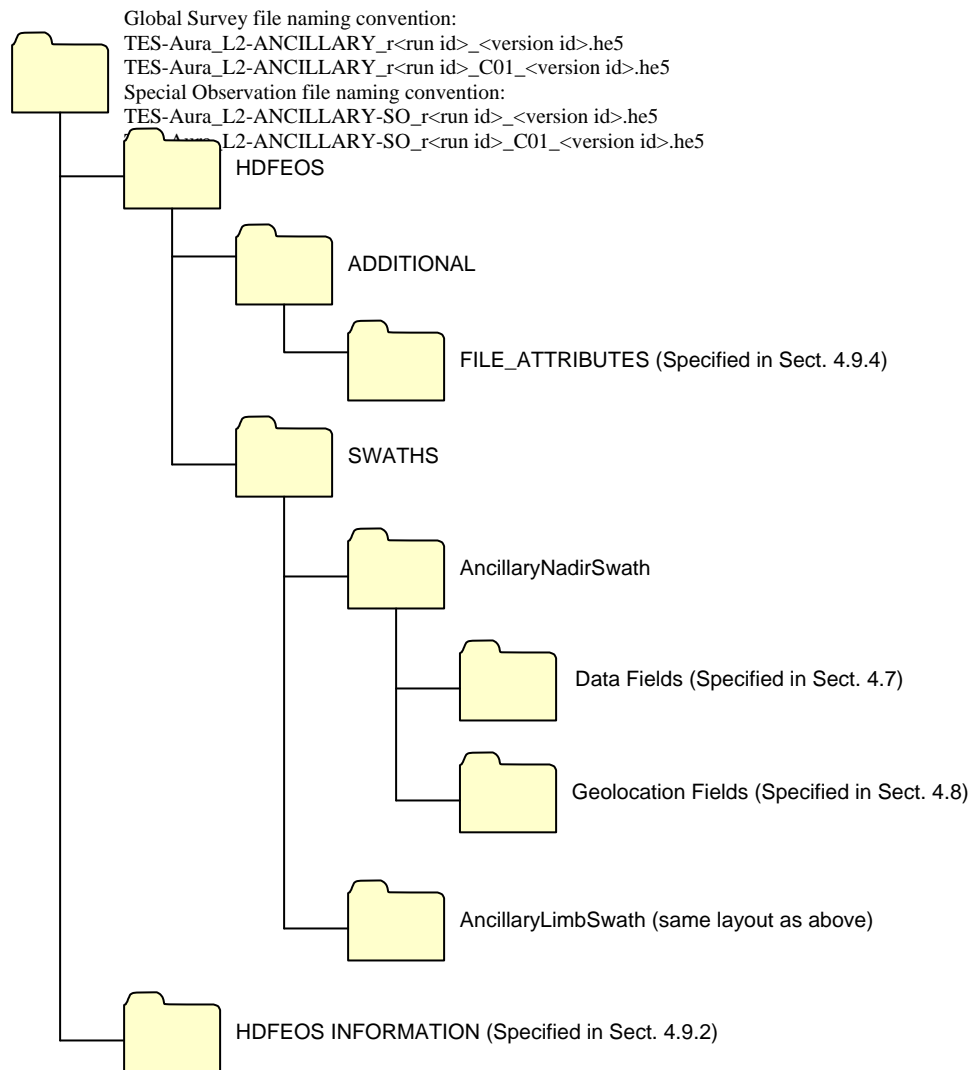 Global Survey file naming convention:
TES-Aura_L2-ANCILLARY_r<run id>_<version id>.he5
TES-Aura_L2-ANCILLARY_r<run id>_C01_<version id>.he5
Special Observation file naming convention:
TES-Aura_L2-ANCILLARY-SO_r<run id>_<version id>.he5
TES-Aura_L2-ANCILLARY-SO_r<run id>_C01_<version id>.he5
HDFEOS
ADDITIONAL
FILE_ATTRIBUTES (Specified in Sect. 4.9.4)
SWATHS
AncillaryNadirSwath
Data Fields (Specified in Sect. 4.7)
Geolocation Fields (Specified in Sect. 4.8)
AncillaryLimbSwath (same layout as above)
HDFEOS INFORMATION (Specified in Sect. 4.9.2)